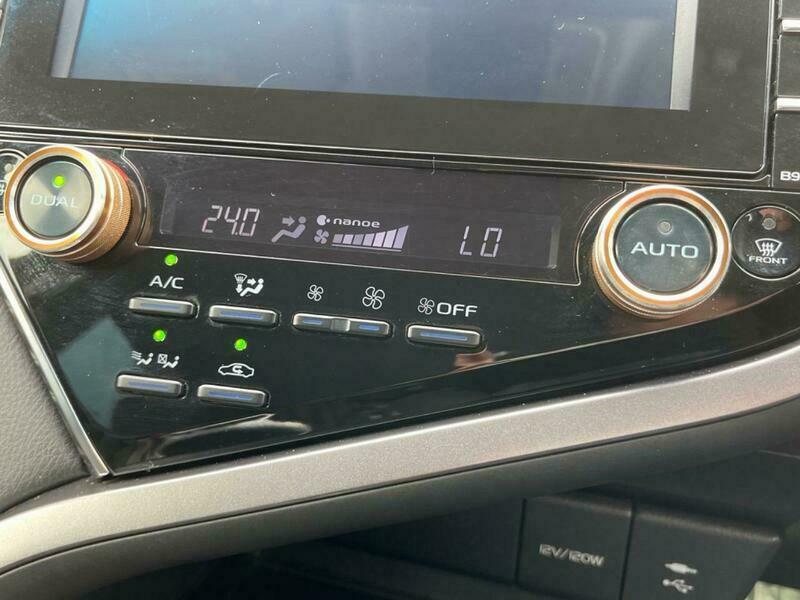 DUAL
24.0
nanoe
LO
AUTO
FRONT
A/C
OFF
12V/120W